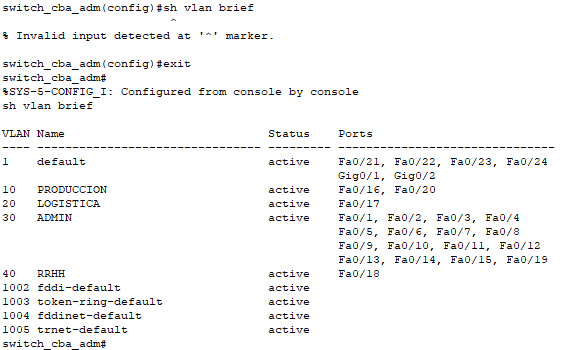 switch_cba_adm(config)#sh vlan brief
^
% Invalid input detected at '^' marker.
switch_cba_adm(config)#exit
switch_cba_adm#
%SYS-5-CONFIG_I: Configured from console by console
sh vlan brief
VLAN Name Status Ports
---- -------------------------------- --------- -------------------------------
1 default active Fa0/21, Fa0/22, Fa0/23, Fa0/24
Gig0/1, Gig0/2
10 PRODUCCION active Fa0/16, Fa0/20
20 LOGISTICA active Fa0/17
30 ADMIN active Fa0/1, Fa0/2, Fa0/3, Fa0/4
Fa0/5, Fa0/6, Fa0/7, Fa0/8
Fa0/9, Fa0/10, Fa0/11, Fa0/12
Fa0/13, Fa0/14, Fa0/15, Fa0/19
40 RRHH active Fa0/18
1002 fddi-default active
1003 token-ring-default active
1004 fddinet-default active
1005 trnet-default active
switch_cba_adm#